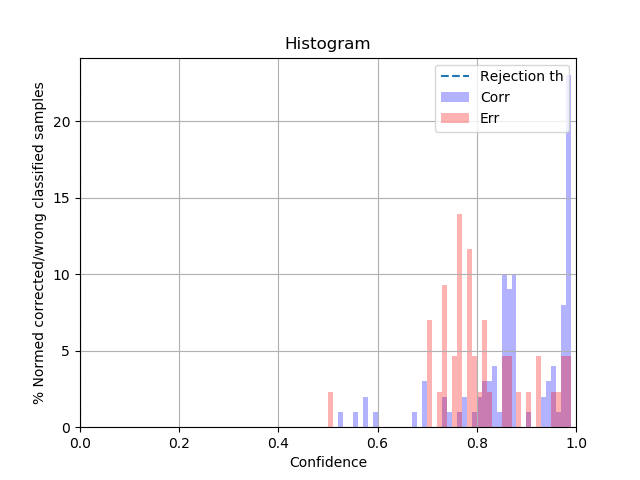 Histogram
Rejection th
Corr
Err
% Normed corrected/wrong classified samples
20
15
10
5
0
0.0 0.2 0.4 0.6 0.8 1.0
Confidence